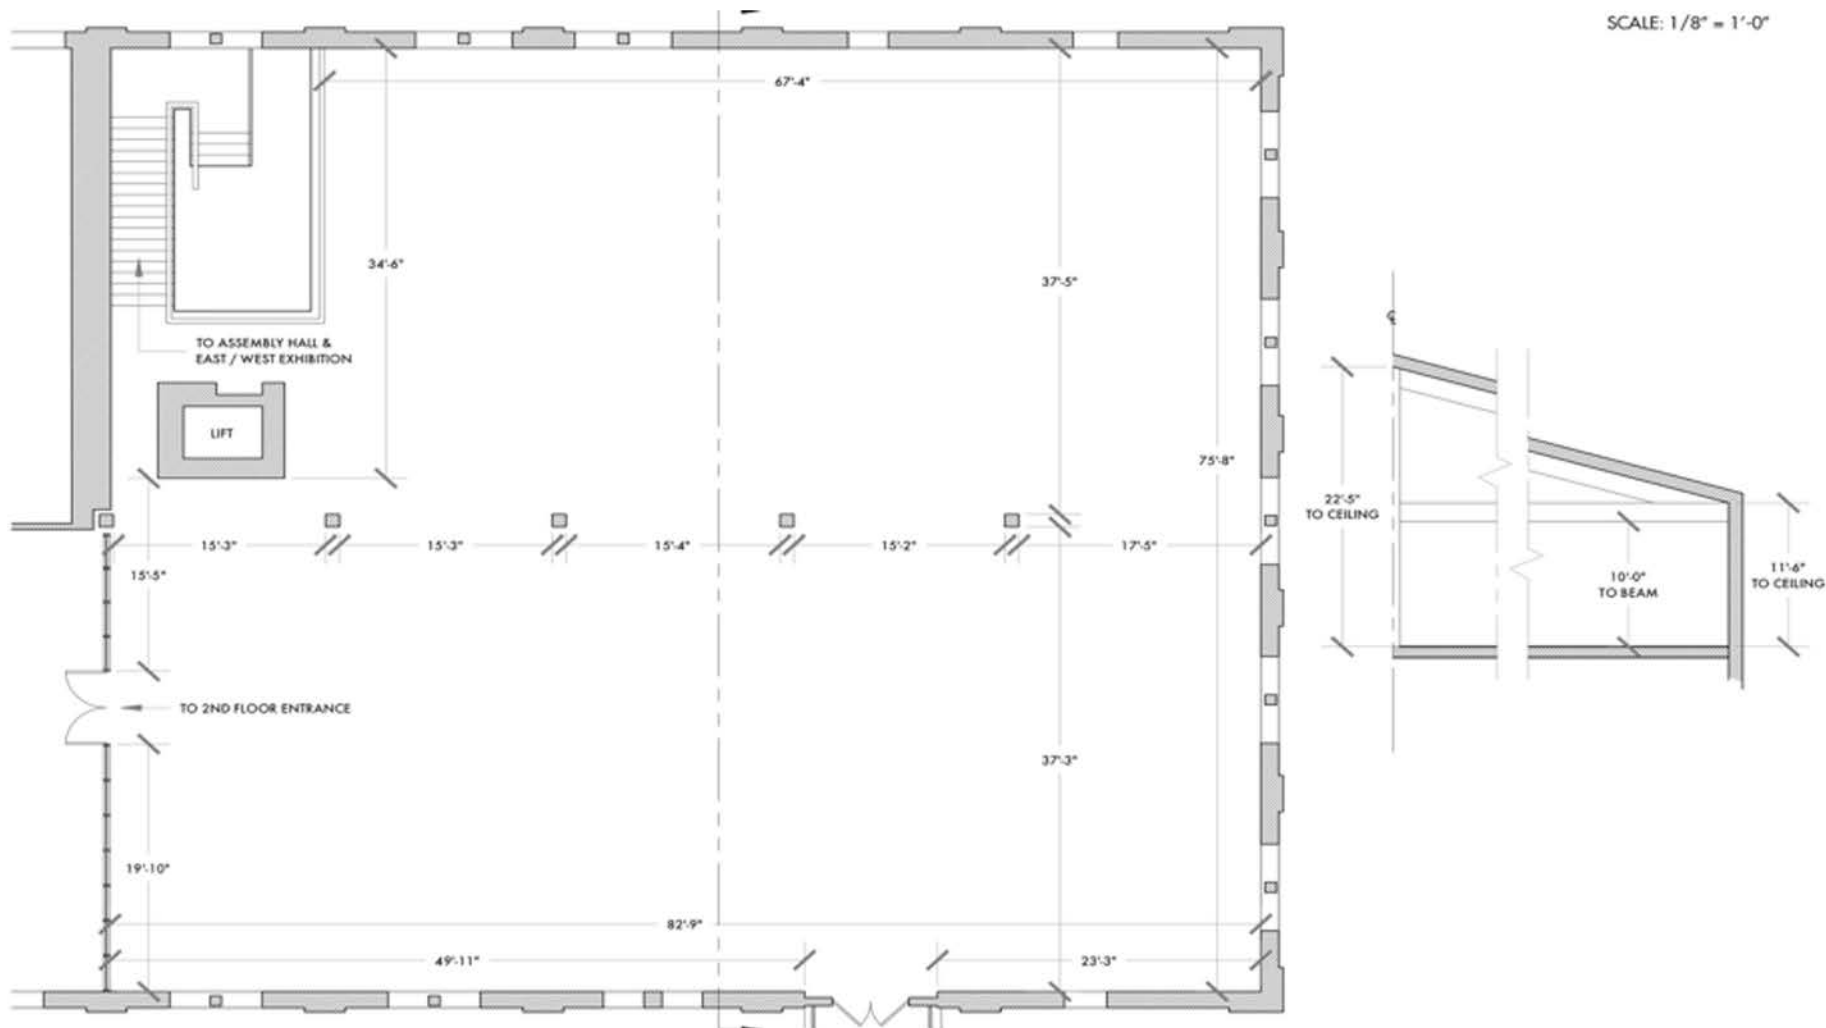 SCALE: 1/8" = 1'-0"
67'-4"
34'-6"
37'-5"
TO ASSEMBLY HALL &
EAST / WEST EXHIBITION
LIFT
75'-8"
15'-3"
15'-3"
15'-4"
15'-2"
17'-5"
15'-5"
TO 2ND FLOOR ENTRANCE
37'-3"
19'-10"
82'-9"
49'-11"
23'-3"
22'-5"
TO CEILING
10'-0"
TO BEAM
11'-6"
TO CEILING